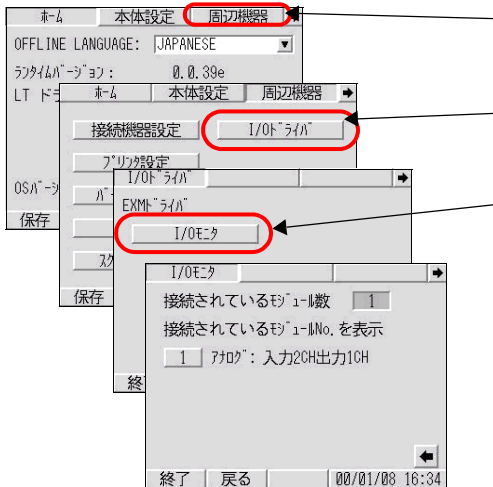 ホーム 本体設定 周辺機器
OFFLINE LANGUAGE: JAPANESE
ランタイムバージョン: 0.0.39e
LT ドラ
OSバージ
保存
ホーム 本体設定 周辺機器
接続機器設定 I/Oドライバ
プリンタ設定
バー
スク
保存
I/Oドライバ
EXMドライバ
I/Oモニタ
終
I/Oモニタ
接続されているモジュール数 1
接続されているモジュールNo.を表示
1 アナログ:入力2CH出力1CH
終了 戻る 00/01/08 16:34